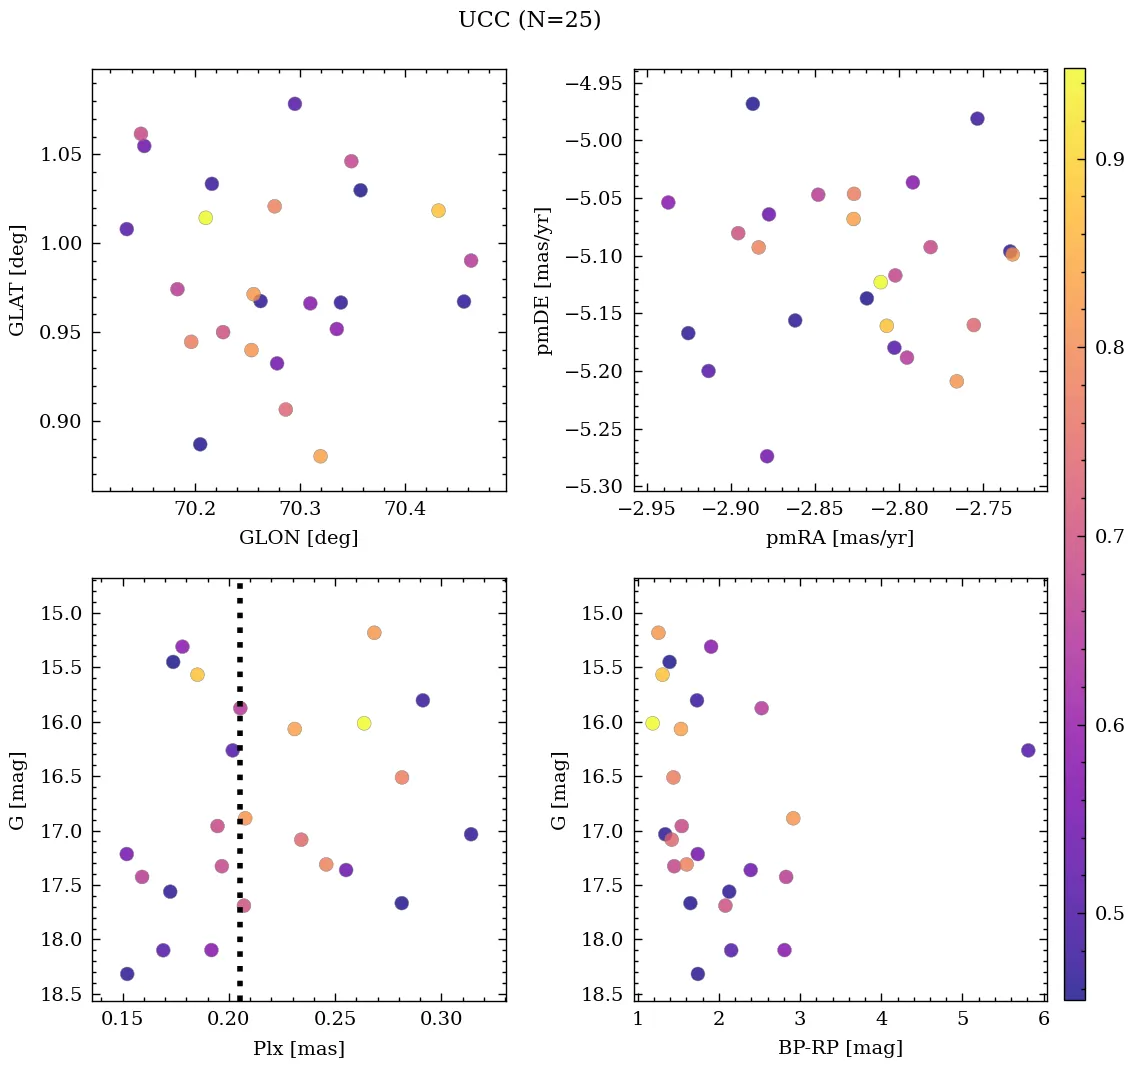 UCC (N=25)
1.05
1.00
0.95
0.90
GLAT [deg]
70.2 70.3 70.4
GLON [deg]
−4.95
−5.00
−5.05
−5.10
−5.15
−5.20
−5.25
−5.30
pmDE [mas/yr]
−2.95 −2.90 −2.85 −2.80 −2.75
pmRA [mas/yr]
15.0
15.5
16.0
16.5
17.0
17.5
18.0
18.5
G [mag]
0.15 0.20 0.25 0.30
Plx [mas]
15.0
15.5
16.0
16.5
17.0
17.5
18.0
18.5
G [mag]
1 2 3 4 5 6
BP-RP [mag]
0.9
0.8
0.7
0.6
0.5